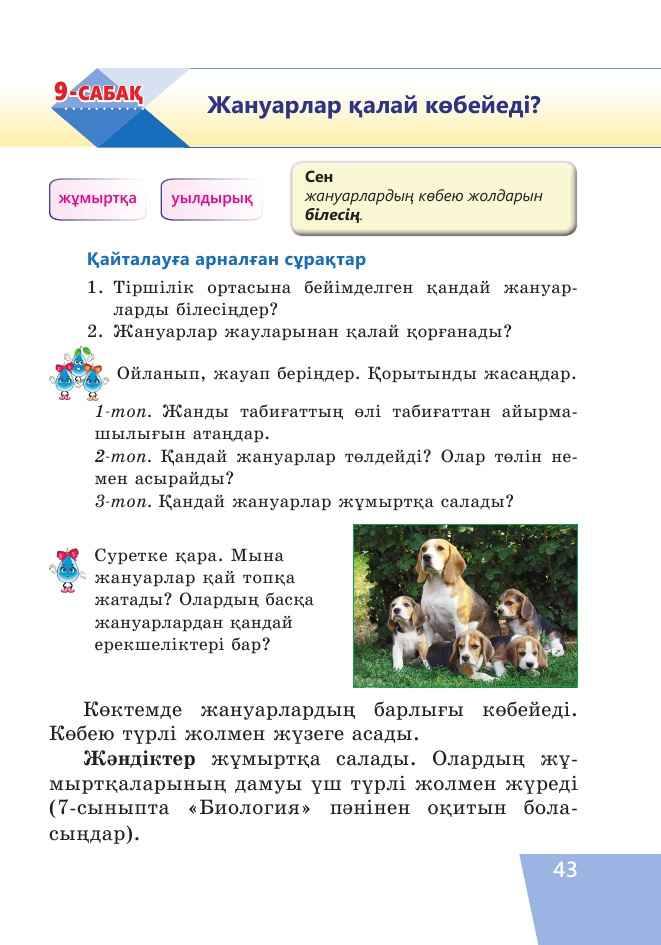 9-САБАҚ
Жануарлар қалай көбейеді?
жұмыртқа
уылдырық
Сен
жануарлардың көбею жолдарын
білесің.
Қайталауға арналған сұрақтар
1. Тіршілік ортасына бейімделген қандай жануар-
ларды білесіңдер?
2. Жануарлар жауларынан қалай қорғанады?
Ойланып, жауап беріңдер. Қорытынды жасаңдар.
1-топ. Жанды табиғаттың өлі табиғаттан айырма-
шылығын атаңдар.
2-топ. Қандай жануарлар төлдейді? Олар төлін не-
мен асырайды?
3-топ. Қандай жануарлар жұмыртқа салады?
Суретке қара. Мына
жануарлар қай топқа
жатады? Олардың басқа
жануарлардан қандай
ерекшеліктері бар?
Көктемде жануарлардың барлығы көбейеді.
Көбею түрлі жолмен жүзеге асады.
Жәндіктер жұмыртқа салады. Олардың жұ-
мыртқаларының дамуы үш түрлі жолмен жүреді
(7-сыныпта «Биология» пәнінен оқитын бола-
сыңдар).
43